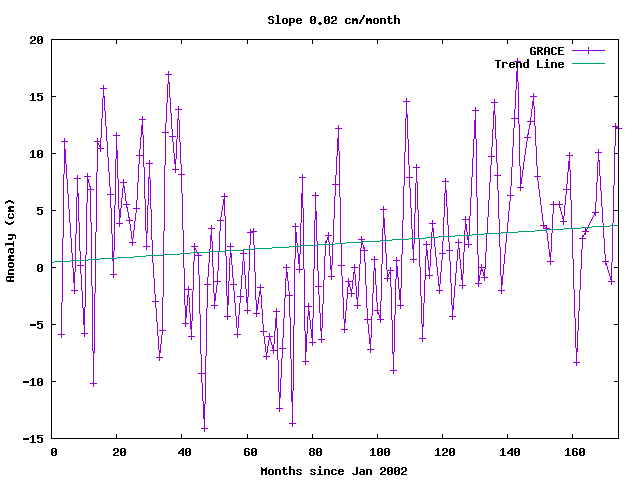 Slope 0.02 cm/month
20
GRACE
Trend Line
15
10
5
0
-5
-10
-15
Anomaly (cm)
0 20 40 60 80 100 120 140 160
Months since Jan 2002